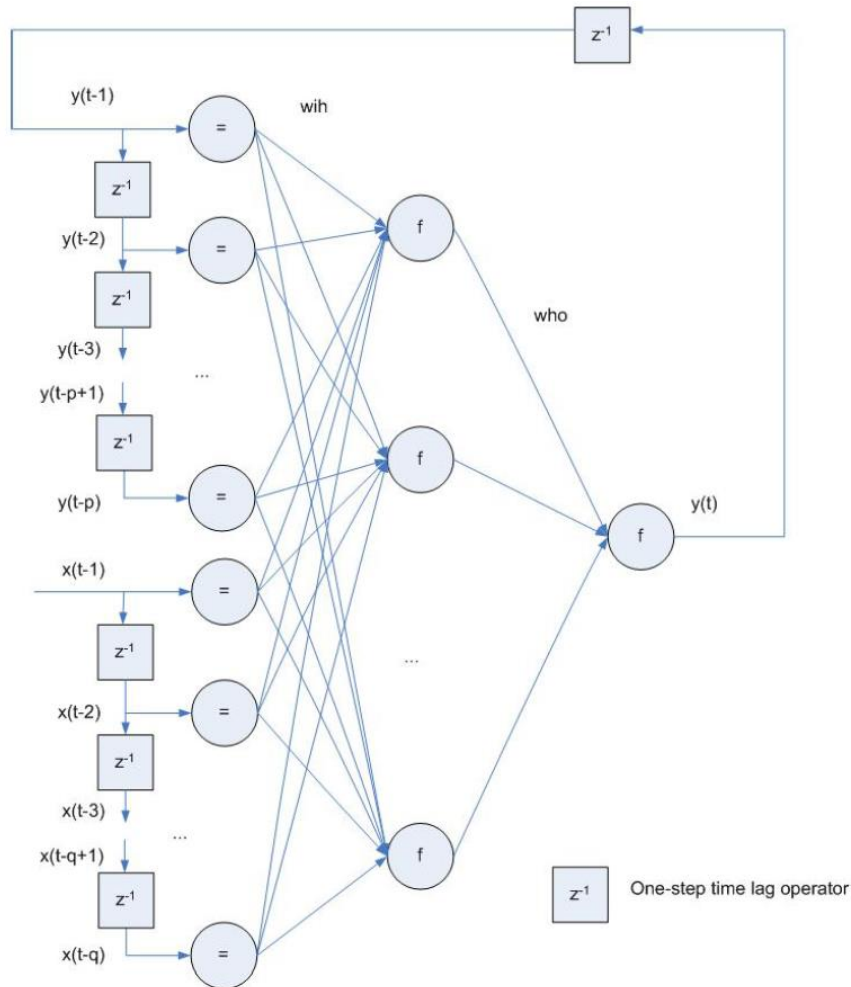 z-1
y(t-1)
wih
=
z-1
f
y(t-2)
=
z-1
who
y(t-3)
...
y(t-p+1)
z-1
f
=
y(t-p)
y(t)
f
x(t-1)
=
z-1
...
x(t-2)
=
z-1
x(t-3)
...
x(t-q+1)
f
z-1
z-1 One-step time lag operator
x(t-q)
=